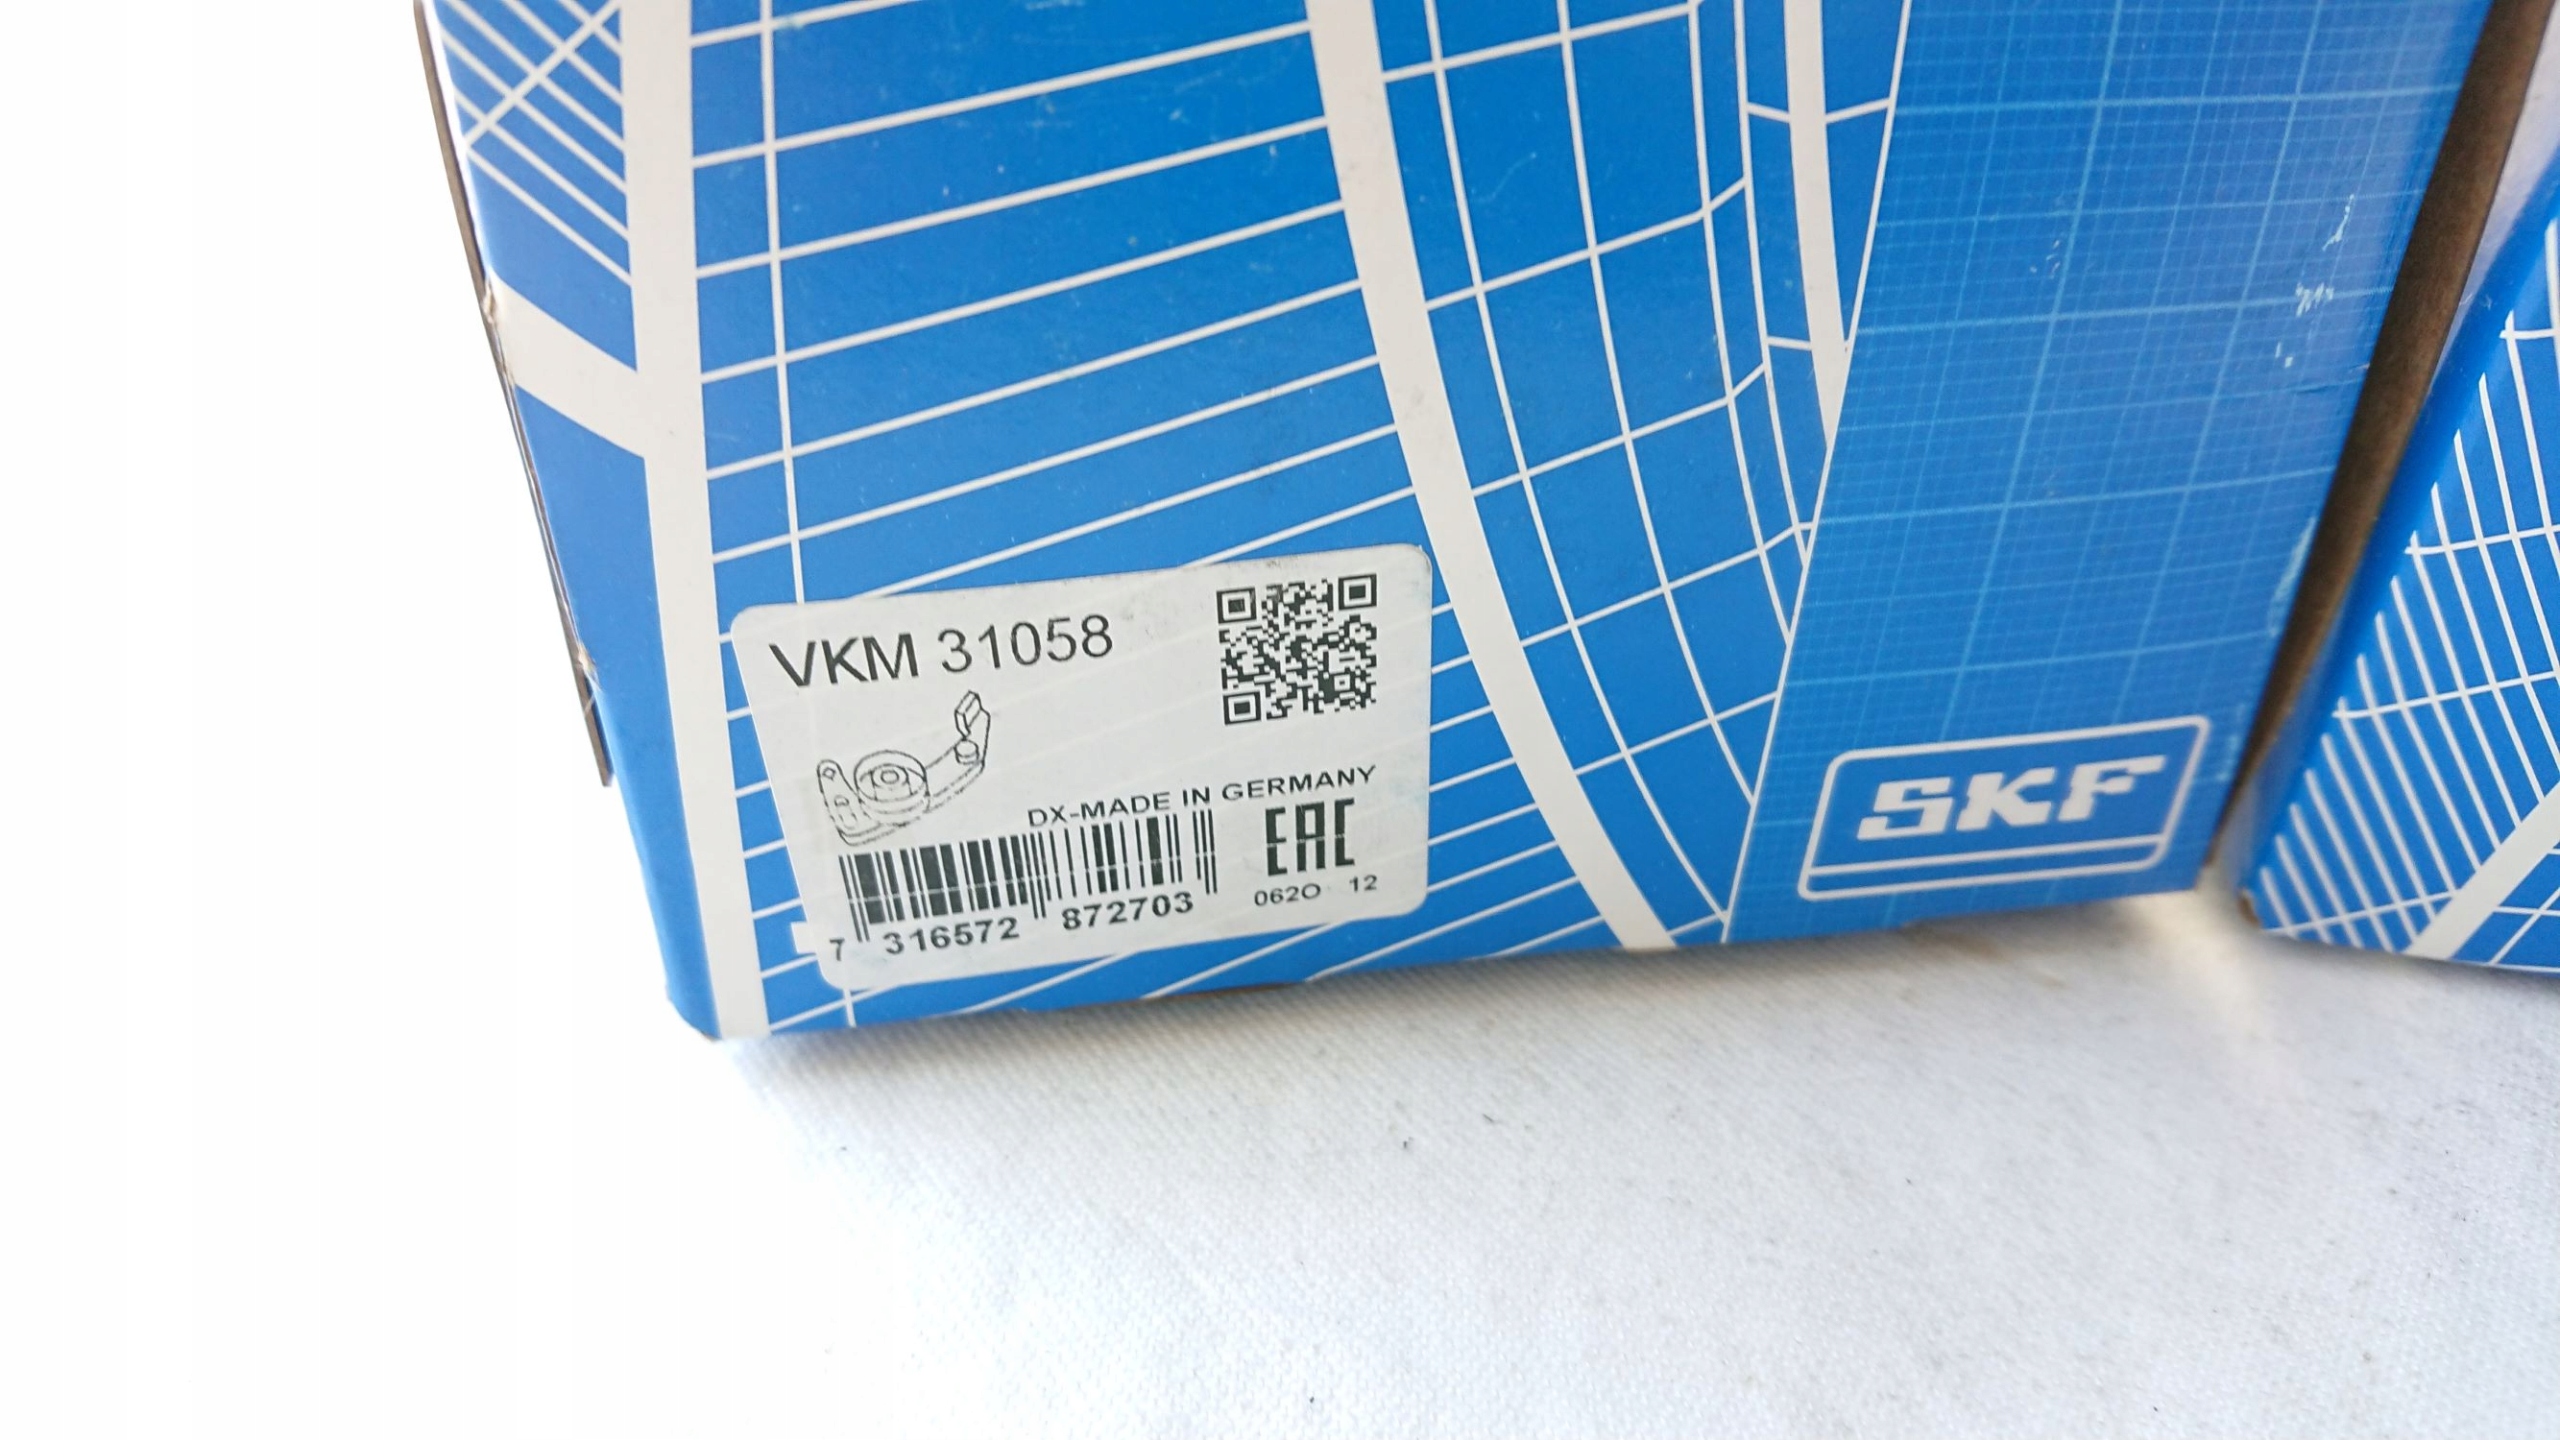 VKM 31058
DX-MADE IN GERMANY
EAC
062O 12
7 316572 872703
SKF